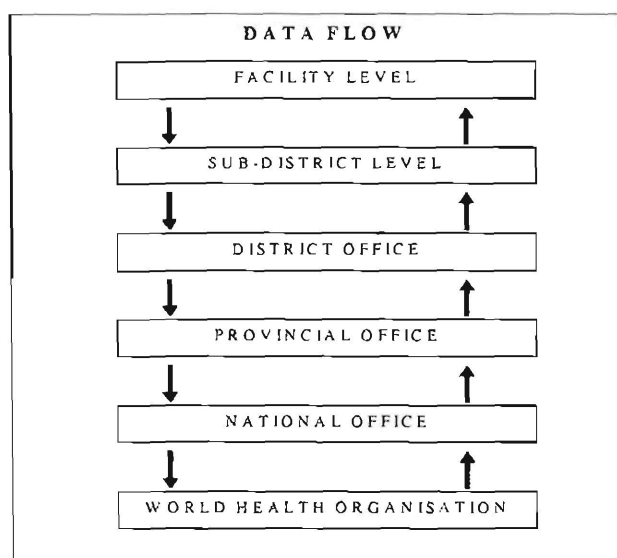 DATA FLOW
FACILITY LEVEL
SUB-DISTRICT LEVEL
DISTRICT OFFICE
PROVINCIAL OFFICE
NATIONAL OFFICE
WORLD HEALTH ORGANISATION